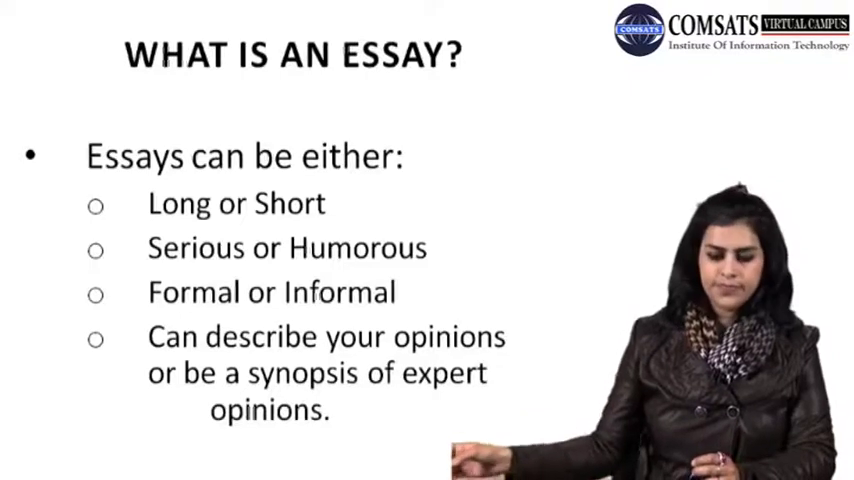 COMSATS VIRTUAL CAMPUS
COMSATS
Institute Of Information Technology
WHAT IS AN ESSAY?
• Essays can be either:
o Long or Short
o Serious or Humorous
o Formal or Informal
o Can describe your opinions
or be a synopsis of expert
opinions.